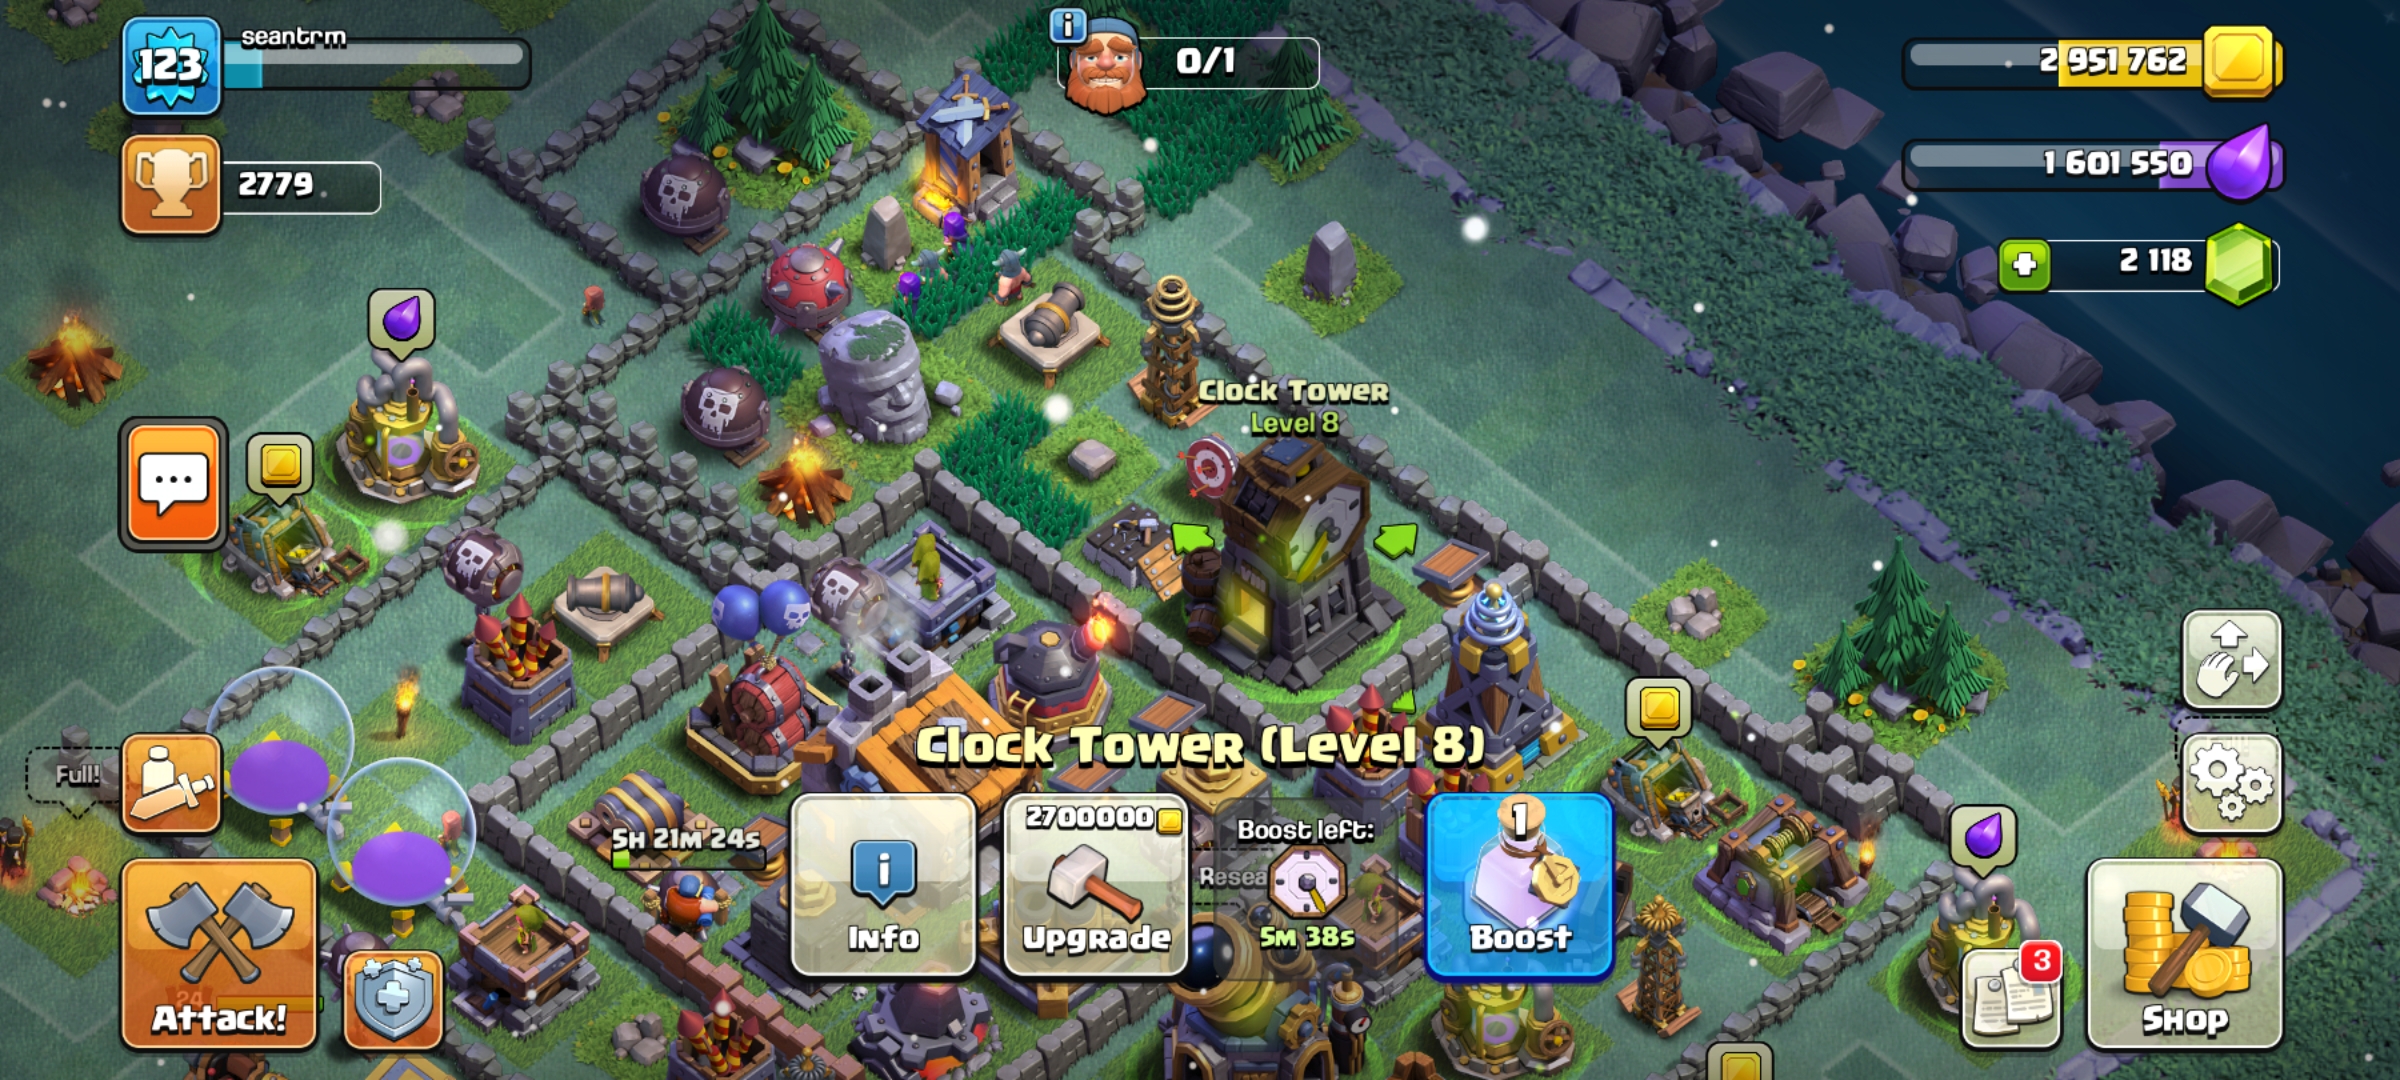 123
seantrm
0/1
2 951 762
2779
1 601 550
2 118
Clock Tower
Level 8
Clock Tower (Level 8)
Full!
5H 21M 24S
Info
2700000
Upgrade
Boost left:
5M 38S
1
Boost
3
24
Attack!
Shop